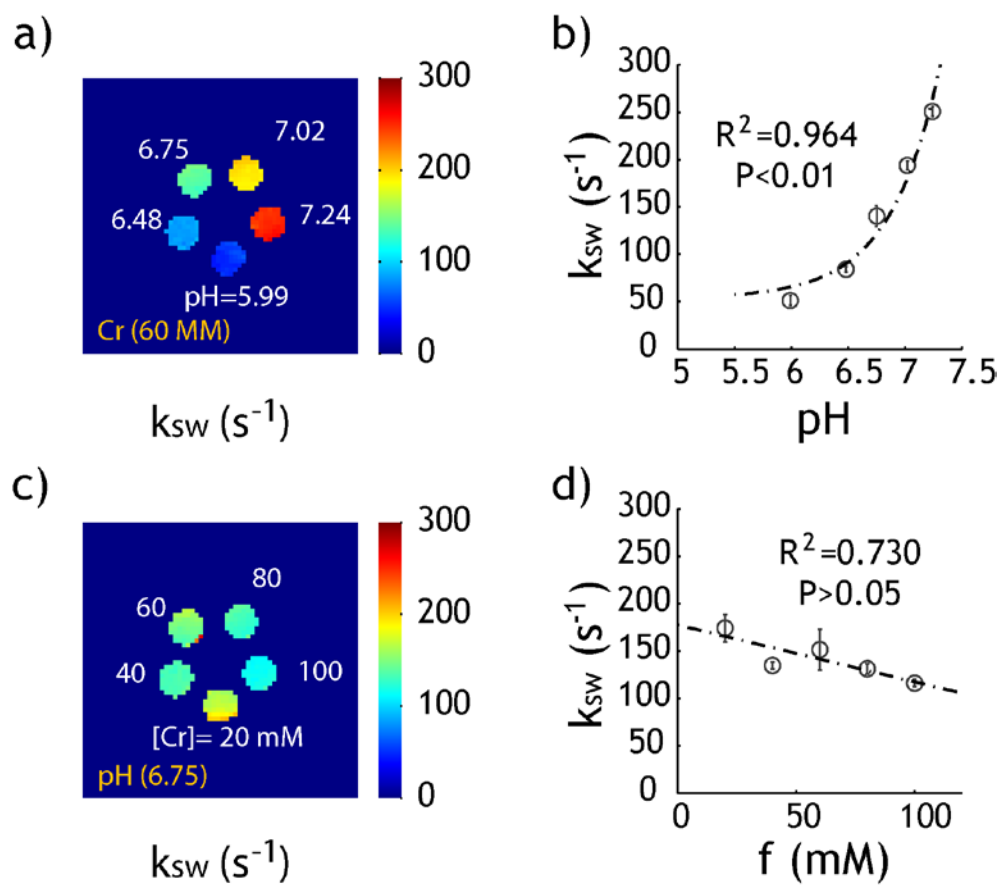 a)
300
200
100
0
6.75
7.02
6.48
7.24
pH=5.99
Cr (60 MM)
kSW (s-1)
b)
300
250
200
150
100
50
0
kSW (s-1)
R2=0.964
P<0.01
5 5.5 6 6.5 7 7.5
pH
c)
300
200
100
0
60
80
40
100
[Cr]= 20 mM
pH (6.75)
kSW (s-1)
d)
300
250
200
150
100
50
0
kSW (s-1)
R2=0.730
P>0.05
0 50 100
f (mM)